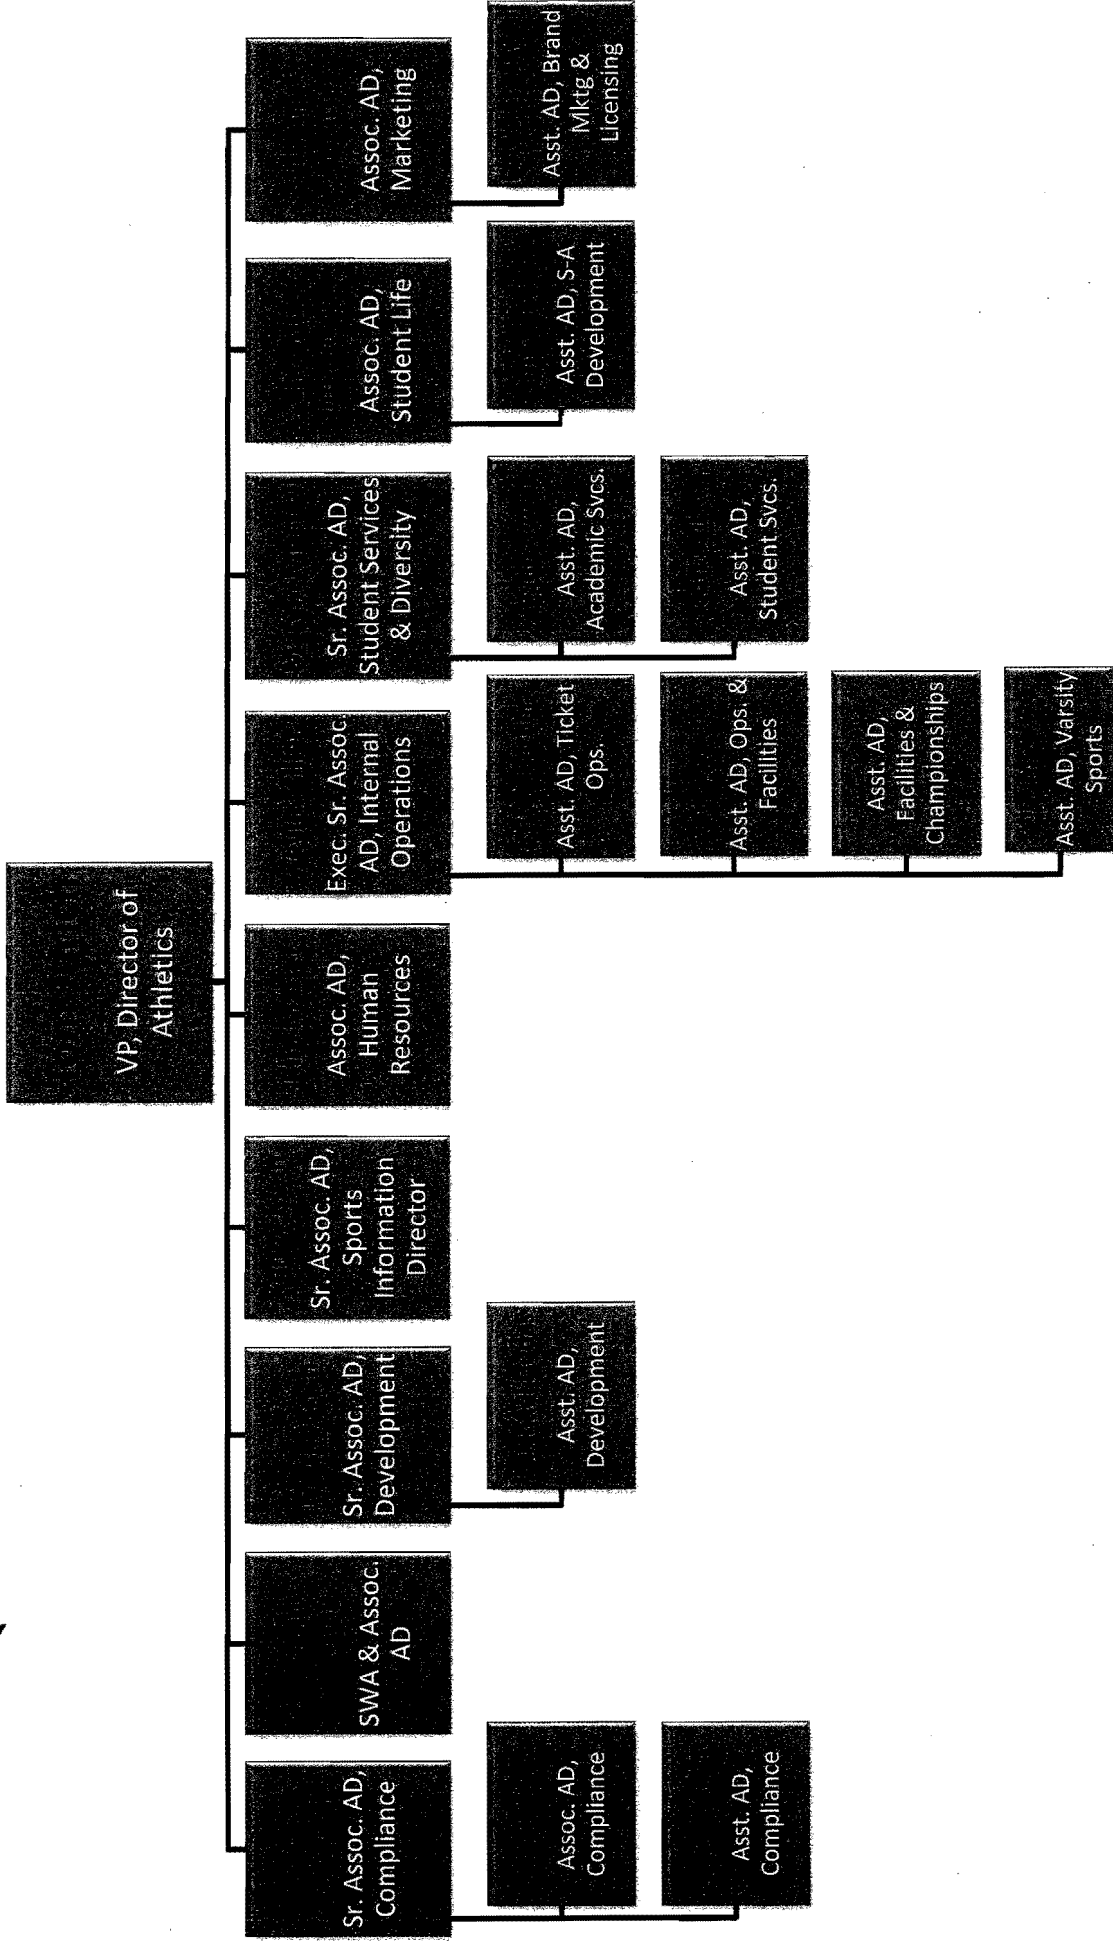 VP, Director of
Athletics
Sr. Assoc. AD,
Compliance
SWA & Assoc.
AD
Sr. Assoc. AD,
Development
Sr. Assoc. AD,
Sports
Information
Director
Assoc. AD,
Human
Resources
Exec. Sr. Assoc.
AD, Internal
Operations
Sr. Assoc. AD,
Student Services
& Diversity
Assoc. AD,
Student Life
Assoc. AD,
Marketing
Assoc. AD,
Compliance
Asst. AD,
Compliance
Asst. AD,
Development
Asst. AD, Ticket
Ops.
Asst. AD, Ops. &
Facilities
Asst. AD,
Facilities &
Championships
Asst. AD, Varsity
Sports
Asst. AD,
Academic Svcs.
Asst. AD,
Student Svcs.
Asst. AD, S-A
Development
Asst. AD, Brand
Mktg &
Licensing